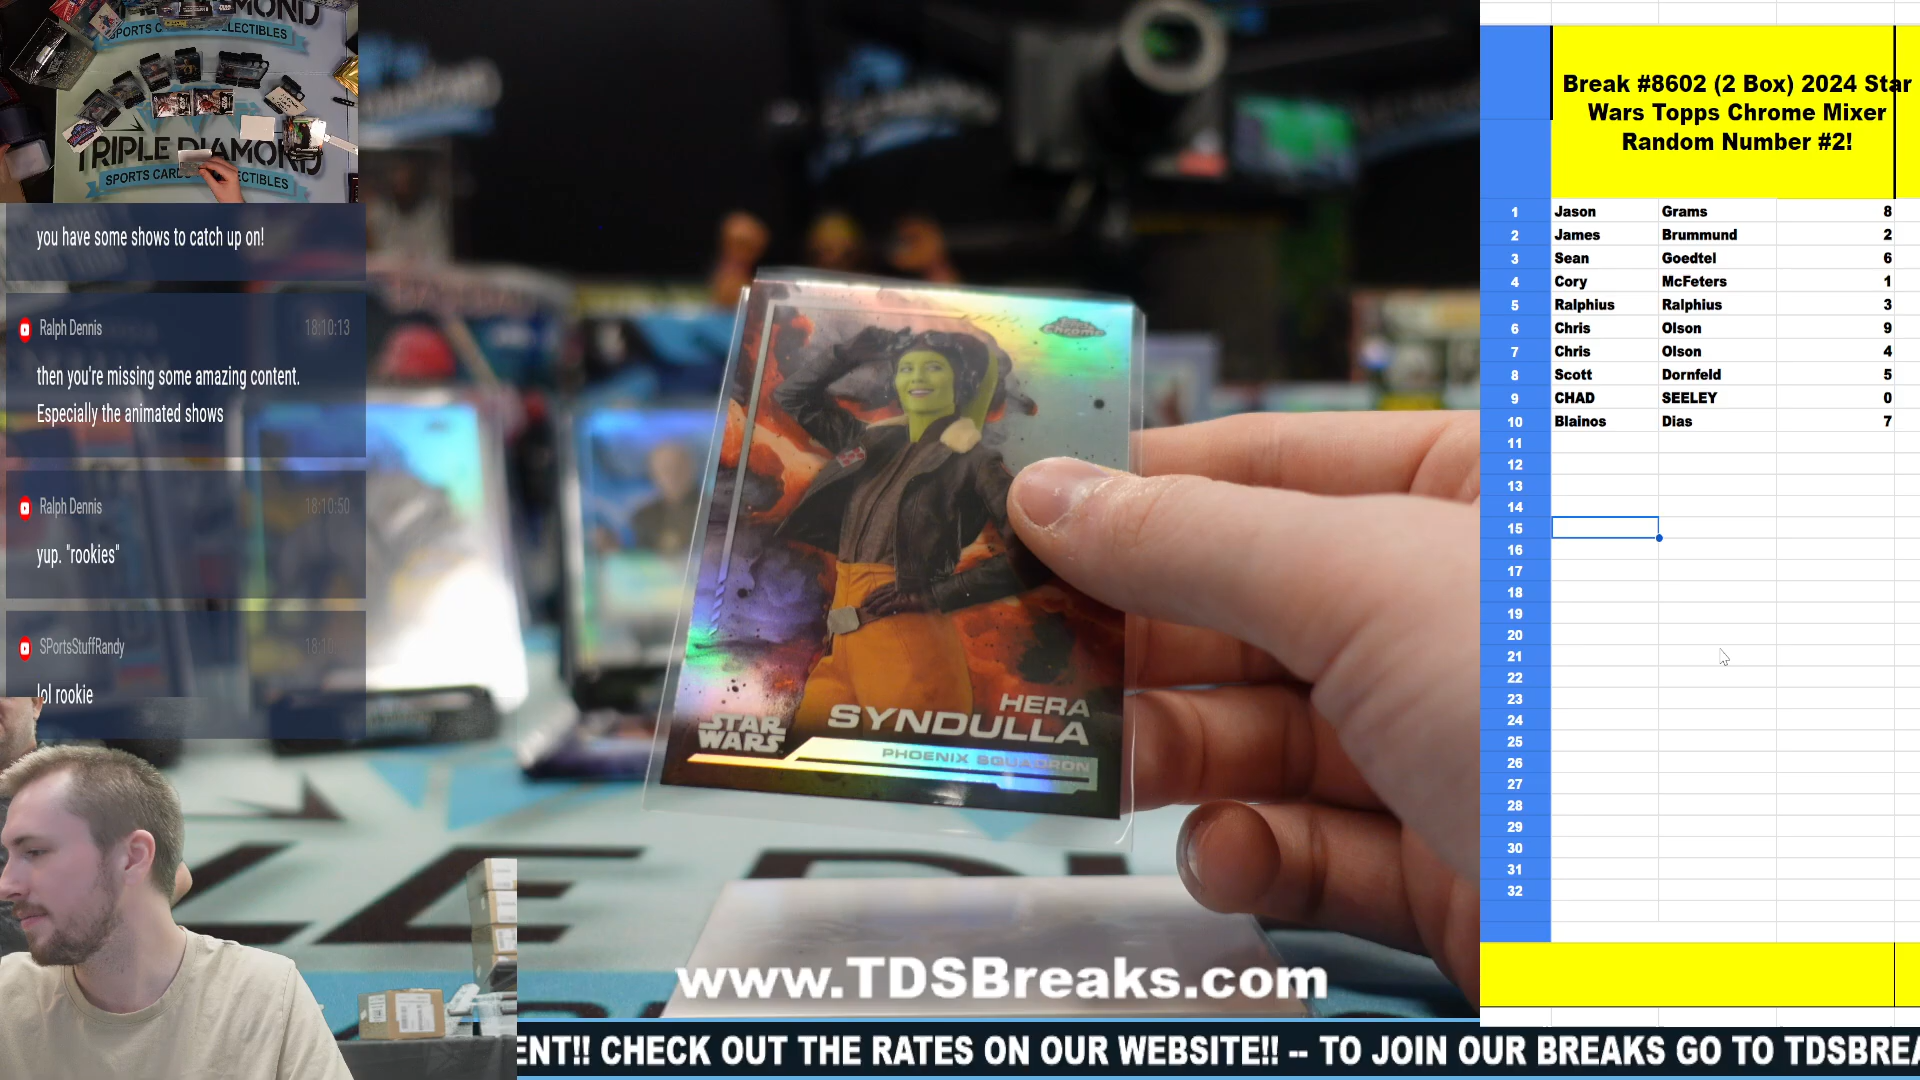 MOND
SPORTS CARDS COLLECTIBLES
TRIPLE DIAMOND
SPORTS CARDS COLLECTIBLES
you have some shows to catch up on!
Ralph Dennis 18:10:13
then you're missing some amazing content.
Especially the animated shows
Ralph Dennis 18:10:50
yup. "rookies"
SPortsStuffRandy 18:10:
lol rookie
Topps Chrome
HERA
SYNDULLA
STAR
WARS
PHOENIX SQUADRON
www.TDSBreaks.com
ENT!! CHECK OUT THE RATES ON OUR WEBSITE!! -- TO JOIN OUR BREAKS GO TO TDSBREA
Break #8602 (2 Box) 2024 Star
Wars Topps Chrome Mixer
Random Number #2!
1 Jason Grams 8
2 James Brummund 2
3 Sean Goedtel 6
4 Cory McFeters 1
5 Ralphius Ralphius 3
6 Chris Olson 9
7 Chris Olson 4
8 Scott Dornfeld 5
9 CHAD SEELEY 0
10 Blainos Dias 7
11
12
13
14
15
16
17
18
19
20
21
22
23
24
25
26
27
28
29
30
31
32